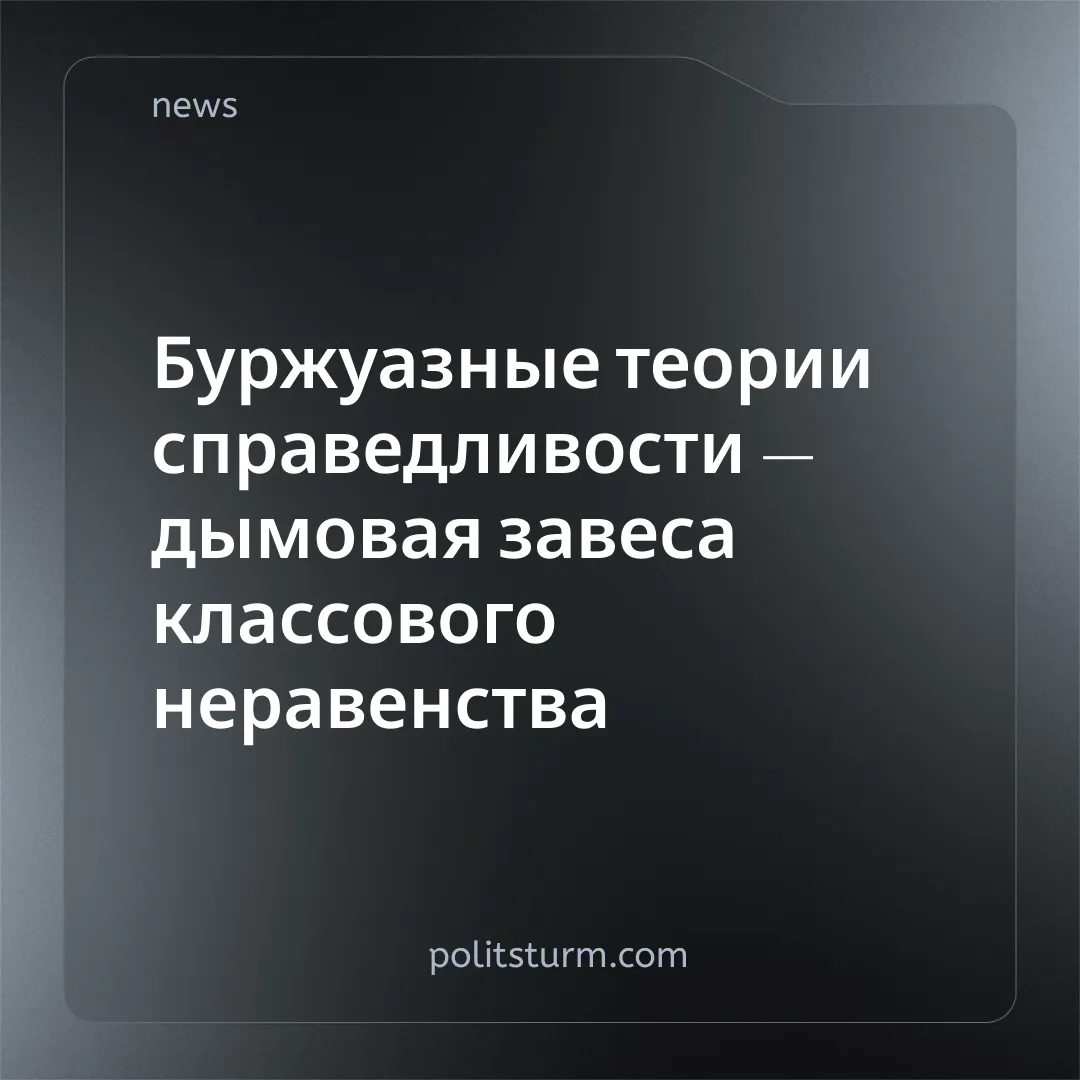 news
Буржуазные теории
справедливости —
дымовая завеса
классового
неравенства
politsturm.com